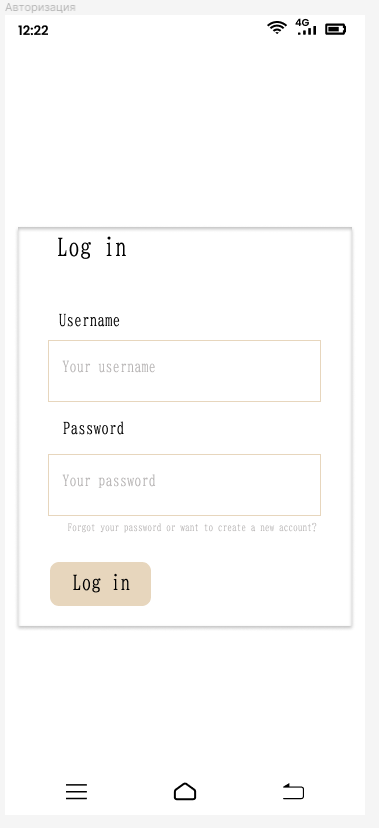 Авторизация
12:22
4G
Log in
Username
Your username
Password
Your password
Forgot your password or want to create a new account?
Log in